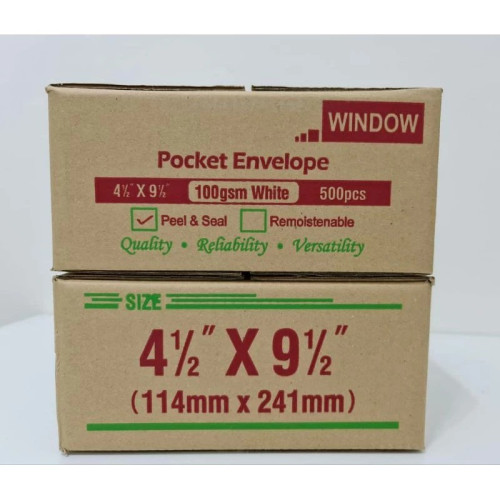 WINDOW
Pocket Envelope
4½" X 9½" 100gsm White 500pcs
Peel & Seal Remoistenable
Quality • Reliability • Versatility
SIZE
4½" X 9½"
(114mm x 241mm)